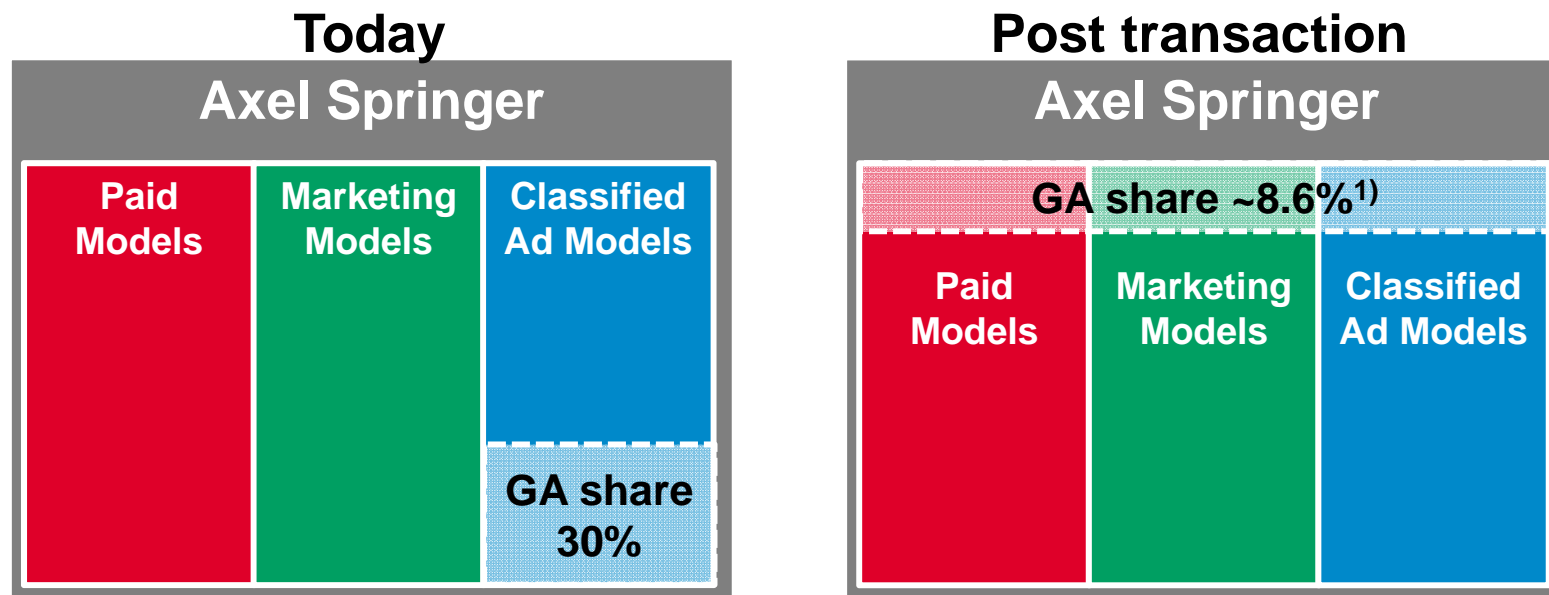 Today
Axel Springer
Paid
Models
Marketing
Models
Classified
Ad Models
GA share
30%
Post transaction
Axel Springer
GA share ~8.6%¹⁾
Paid
Models
Marketing
Models
Classified
Ad Models